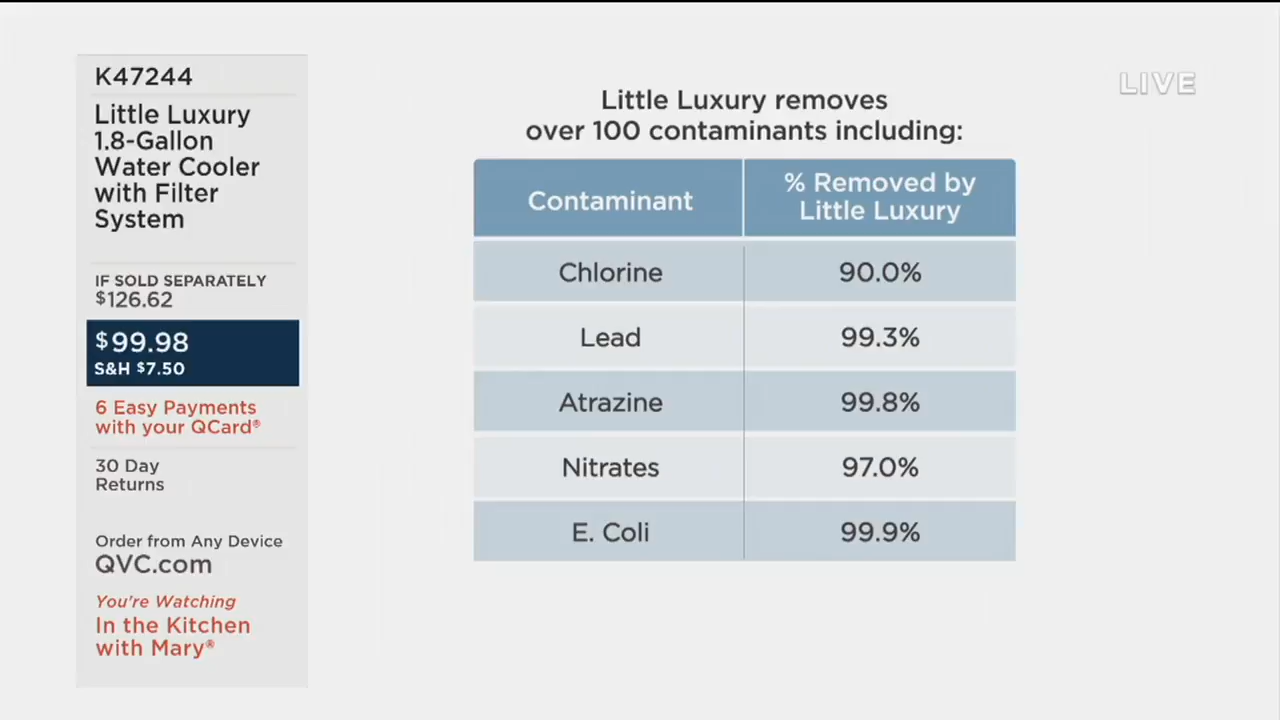 K47244
Little Luxury
1.8-Gallon
Water Cooler
with Filter
System
IF SOLD SEPARATELY
$126.62
$99.98
S&H $7.50
6 Easy Payments
with your QCard®
30 Day
Returns
Order from Any Device
QVC.com
You're Watching
In the Kitchen
with Mary®
LIVE
Little Luxury removes
over 100 contaminants including:
Contaminant
% Removed by
Little Luxury
Chlorine 90.0%
Lead 99.3%
Atrazine 99.8%
Nitrates 97.0%
E. Coli 99.9%